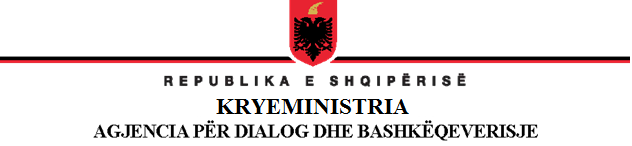 REPUBLIKA E SHQIPËRISË
KRYEMINISTRIA
AGJENCIA PËR DIALOG DHE BASHKËQEVERISJE